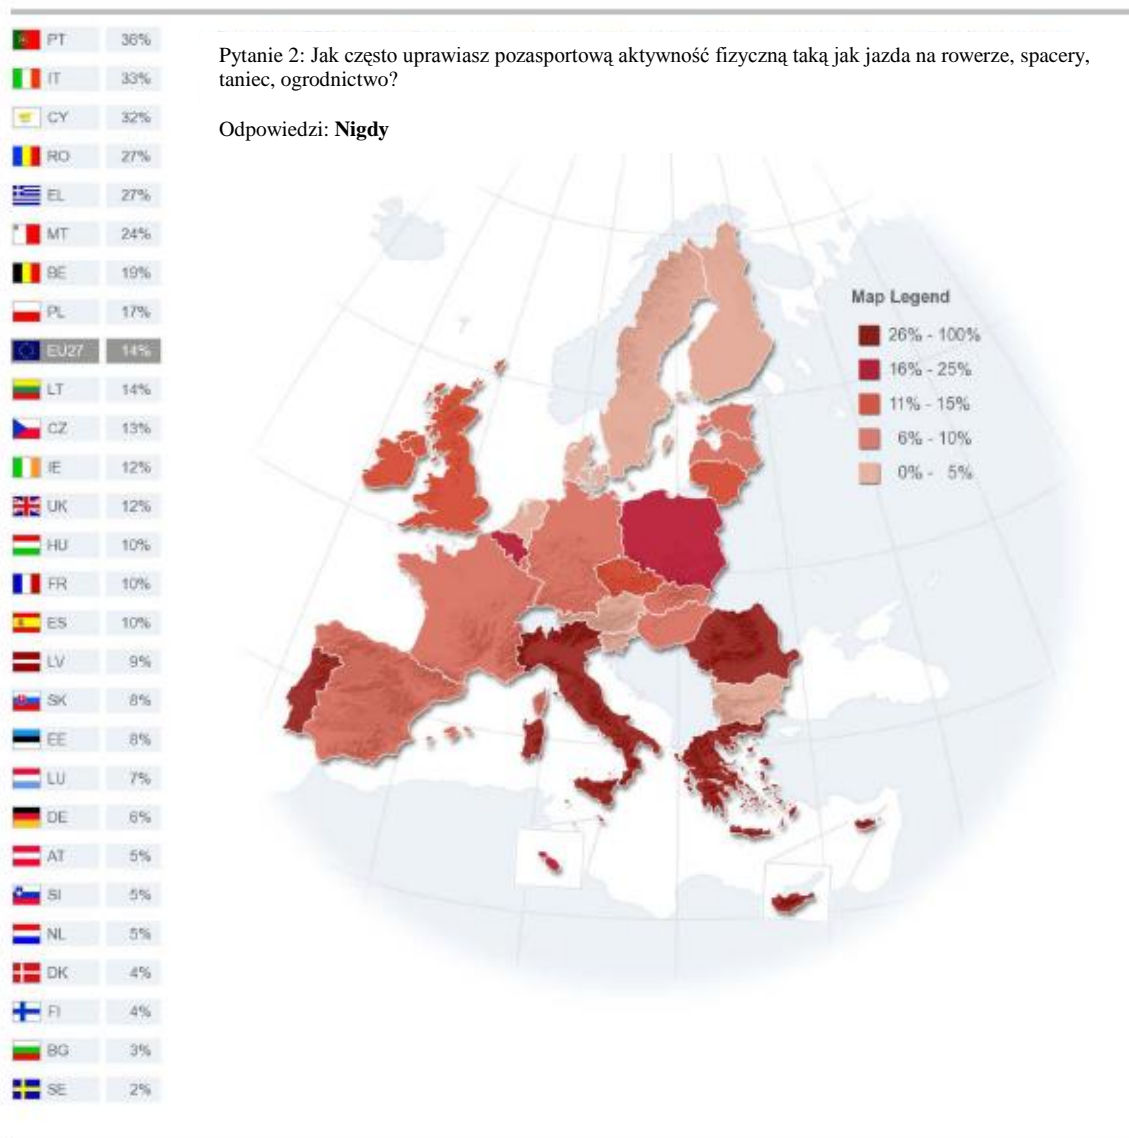 PT 36%
IT 33%
CY 32%
RO 27%
EL 27%
MT 24%
BE 19%
PL 17%
EU27 14%
LT 14%
CZ 13%
IE 12%
UK 12%
HU 10%
FR 10%
ES 10%
LV 9%
SK 8%
EE 8%
LU 7%
DE 6%
AT 5%
SI 5%
NL 5%
DK 4%
FI 4%
BG 3%
SE 2%
Pytanie 2: Jak często uprawiasz pozasportową aktywność fizyczną taką jak jazda na rowerze, spacery,
taniec, ogrodnictwo?
Odpowiedzi: Nigdy
Map Legend
26% - 100%
16% - 25%
11% - 15%
6% - 10%
0% - 5%